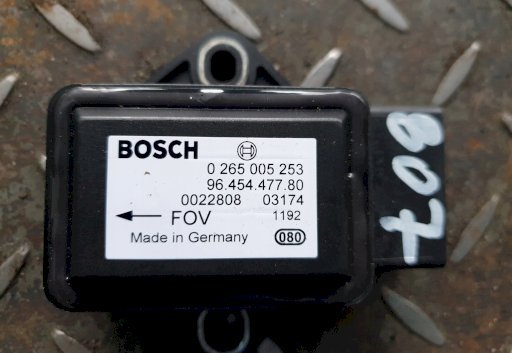 BOSCH
0 265 005 253
96.454.477.80
0022808 03174
FOV 1192
Made in Germany 080
807